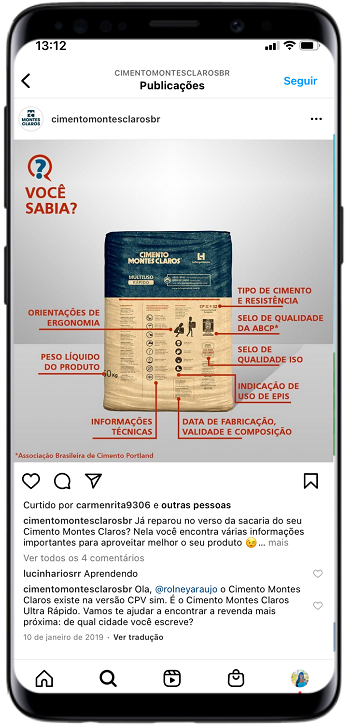 13:12
CIMENTOMONTESCLAROSBR
Publicações
Seguir
MONTES
CLAROS
cimentomontesclarosbr
VOCÊ
SABIA?
CIMENTO
MONTES CLAROS
MULTIUSO
RÁPIDO
TIPO DE CIMENTO
E RESISTÊNCIA
ORIENTAÇÕES DE
ERGONOMIA
SELO DE QUALIDADE
DA ABCP*
PESO LÍQUIDO
DO PRODUTO
SELO DE
QUALIDADE ISO
INDICAÇÃO DE
USO DE EPIS
INFORMAÇÕES
TÉCNICAS
DATA DE FABRICAÇÃO,
VALIDADE E COMPOSIÇÃO
*Associação Brasileira de Cimento Portland
Curtido por carmenrita9306 e outras pessoas
cimentomontesclarosbr Já reparou no verso da sacaria do seu
Cimento Montes Claros? Nela você encontra várias informações
importantes para aproveitar melhor o seu produto 😉... mais
Ver todos os 4 comentários
lucinhariosrr Aprendendo
cimentomontesclarosbr Ola, @rolneyaraujo o Cimento Montes
Claros existe na versão CPV sim. É o Cimento Montes Claros
Ultra Rápido. Vamos te ajudar a encontrar a revenda mais
próxima: de qual cidade você escreve?
10 de janeiro de 2019 · Ver tradução